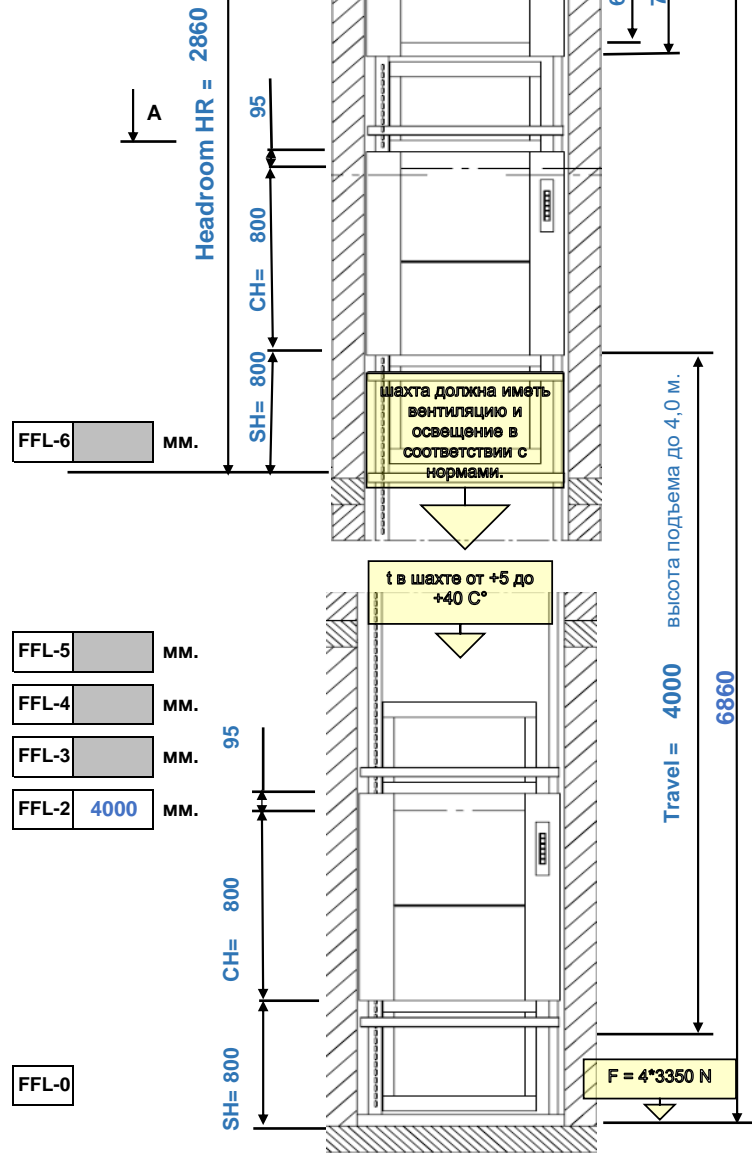 Headroom HR = 2860
A
95
CH= 800
SH= 800
шахта должна иметь
вентиляцию и
освещение в
соответствии с
нормами.
FFL-6 мм.
высота подъема до 4,0 м.
t в шахте от +5 до
+40 C°
FFL-5 мм.
FFL-4 мм.
FFL-3 мм.
FFL-2 4000 мм.
95
Travel = 4000
6860
CH= 800
SH= 800
FFL-0
F = 4*3350 N